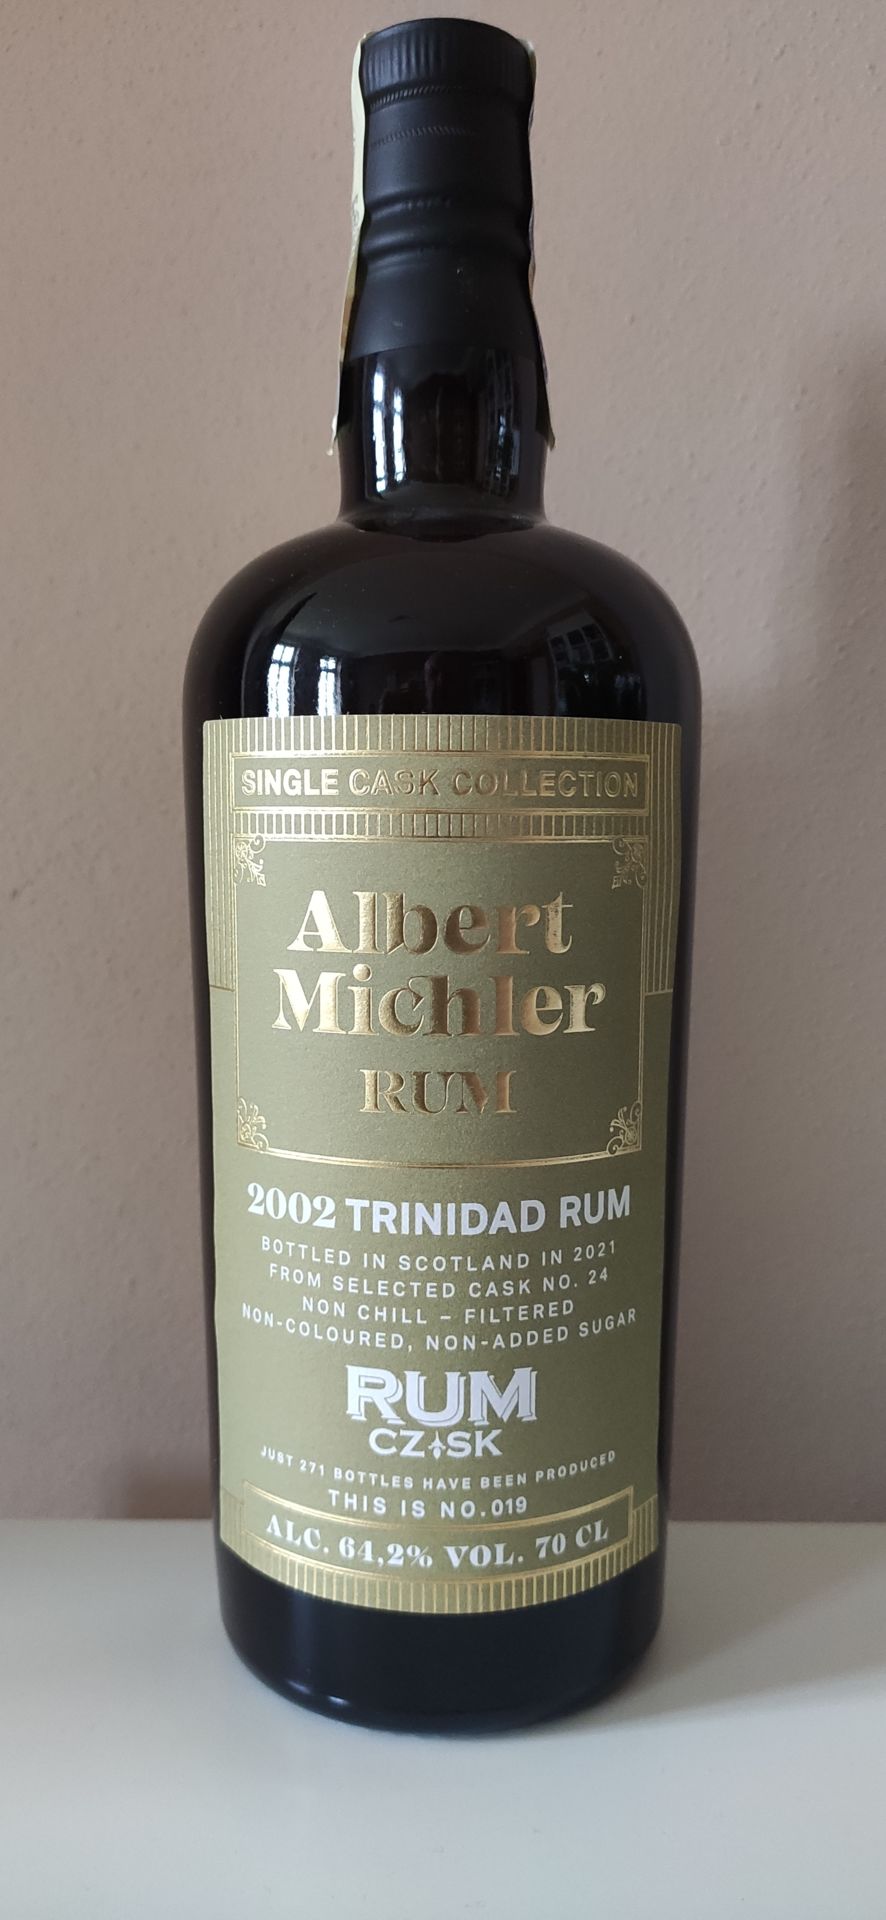 SINGLE CASK COLLECTION
Albert
Michler
RUM
2002 TRINIDAD RUM
BOTTLED IN SCOTLAND IN 2021
FROM SELECTED CASK NO. 24
NON CHILL – FILTERED
NON-COLOURED, NON-ADDED SUGAR
RUM
CZ SK
JUST 271 BOTTLES HAVE BEEN PRODUCED
THIS IS NO.019
ALC. 64,2% VOL. 70 CL